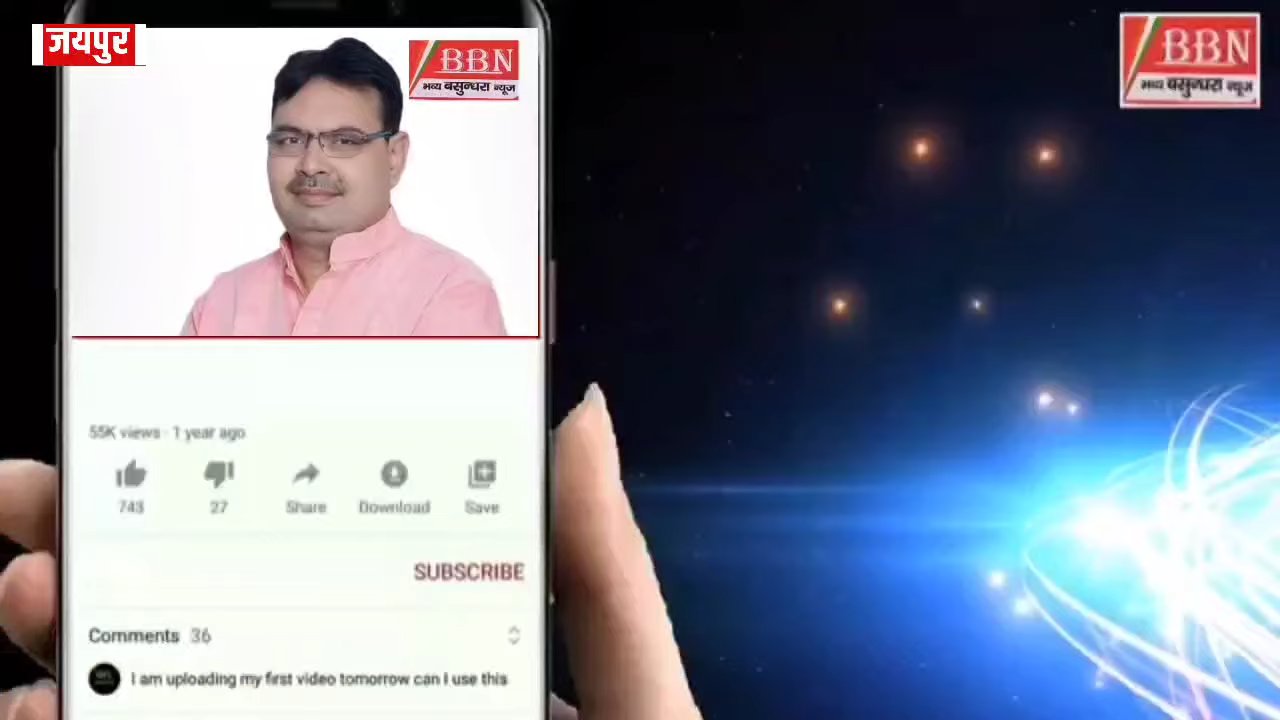 जयपुर
BBN
भव्य बसुन्धरा न्यूज
BBN
भव्य बसुन्धरा न्यूज
55K views · 1 year ago
743
27
Share
Download
Save
SUBSCRIBE
Comments 36
I am uploading my first video tomorrow can I use this